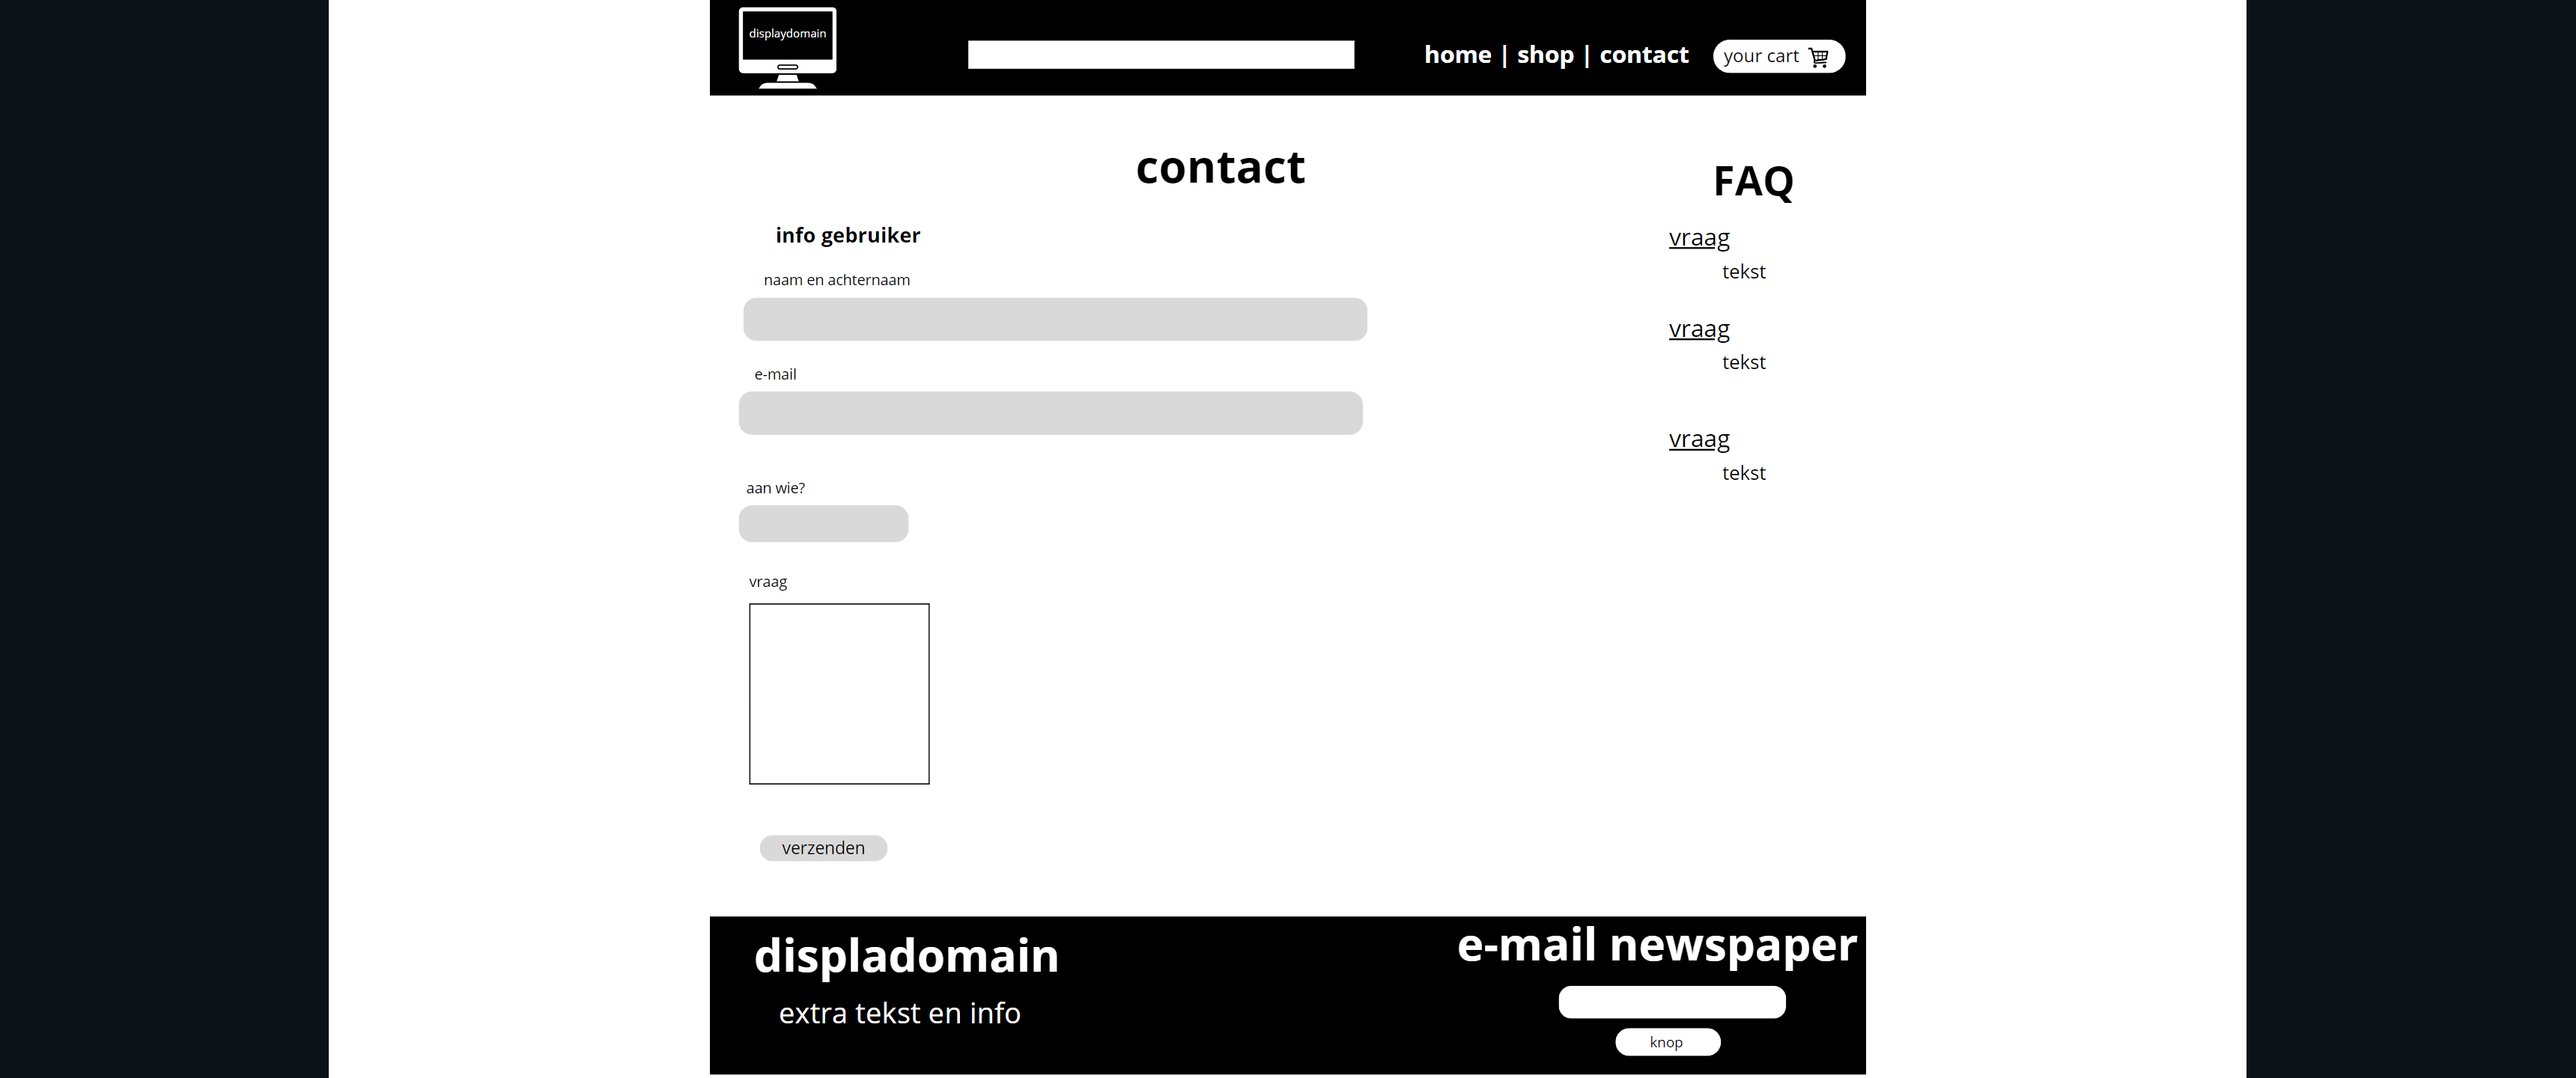 displaydomain
home | shop | contact
your cart
contact
FAQ
info gebruiker
naam en achternaam
e-mail
aan wie?
vraag
verzenden
vraag
tekst
vraag
tekst
vraag
tekst
displadomain
extra tekst en info
e-mail newspaper
knop